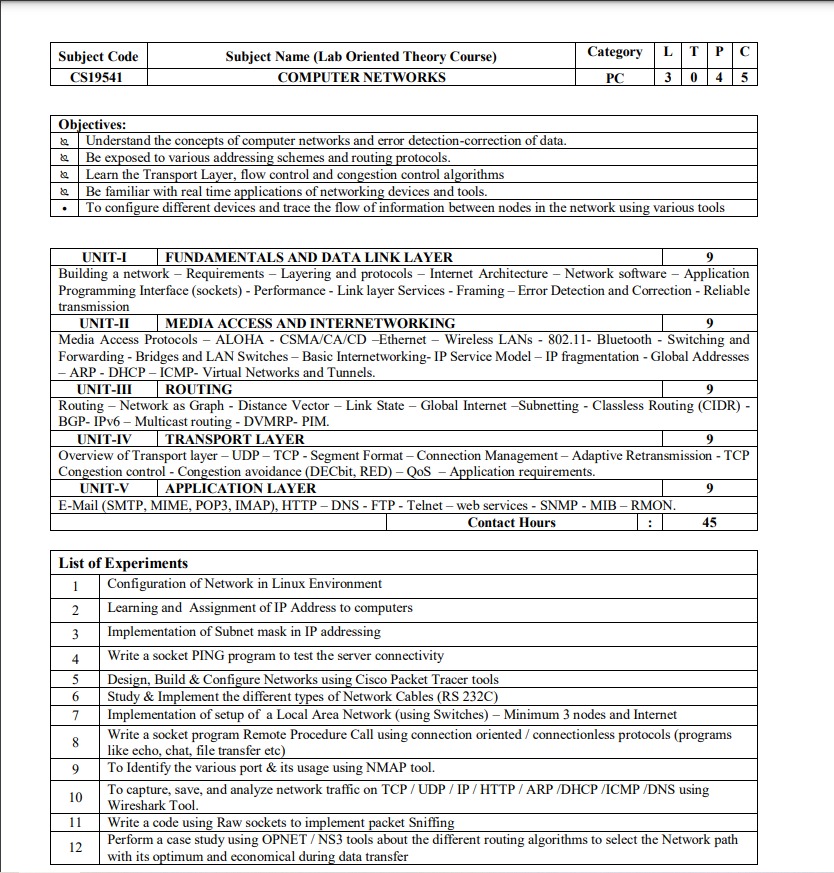 Subject Code Subject Name (Lab Oriented Theory Course) Category L T P C
CS19541 COMPUTER NETWORKS PC 3 0 4 5
Objectives:
Understand the concepts of computer networks and error detection-correction of data.
Be exposed to various addressing schemes and routing protocols.
Learn the Transport Layer, flow control and congestion control algorithms
Be familiar with real time applications of networking devices and tools.
• To configure different devices and trace the flow of information between nodes in the network using various tools
UNIT-I FUNDAMENTALS AND DATA LINK LAYER 9
Building a network – Requirements – Layering and protocols – Internet Architecture – Network software – Application
Programming Interface (sockets) - Performance - Link layer Services - Framing – Error Detection and Correction - Reliable
transmission
UNIT-II MEDIA ACCESS AND INTERNETWORKING 9
Media Access Protocols – ALOHA - CSMA/CA/CD –Ethernet – Wireless LANs - 802.11- Bluetooth - Switching and
Forwarding - Bridges and LAN Switches – Basic Internetworking- IP Service Model – IP fragmentation - Global Addresses
– ARP - DHCP – ICMP- Virtual Networks and Tunnels.
UNIT-III ROUTING 9
Routing – Network as Graph - Distance Vector – Link State – Global Internet –Subnetting - Classless Routing (CIDR) -
BGP- IPv6 – Multicast routing - DVMRP- PIM.
UNIT-IV TRANSPORT LAYER 9
Overview of Transport layer – UDP – TCP - Segment Format – Connection Management – Adaptive Retransmission - TCP
Congestion control - Congestion avoidance (DECbit, RED) – QoS – Application requirements.
UNIT-V APPLICATION LAYER 9
E-Mail (SMTP, MIME, POP3, IMAP), HTTP – DNS - FTP - Telnet – web services - SNMP - MIB – RMON.
Contact Hours : 45
List of Experiments
1 Configuration of Network in Linux Environment
2 Learning and Assignment of IP Address to computers
3 Implementation of Subnet mask in IP addressing
4 Write a socket PING program to test the server connectivity
5 Design, Build & Configure Networks using Cisco Packet Tracer tools
6 Study & Implement the different types of Network Cables (RS 232C)
7 Implementation of setup of a Local Area Network (using Switches) – Minimum 3 nodes and Internet
8 Write a socket program Remote Procedure Call using connection oriented / connectionless protocols (programs
like echo, chat, file transfer etc)
9 To Identify the various port & its usage using NMAP tool.
10 To capture, save, and analyze network traffic on TCP / UDP / IP / HTTP / ARP /DHCP /ICMP /DNS using
Wireshark Tool.
11 Write a code using Raw sockets to implement packet Sniffing
12 Perform a case study using OPNET / NS3 tools about the different routing algorithms to select the Network path
with its optimum and economical during data transfer